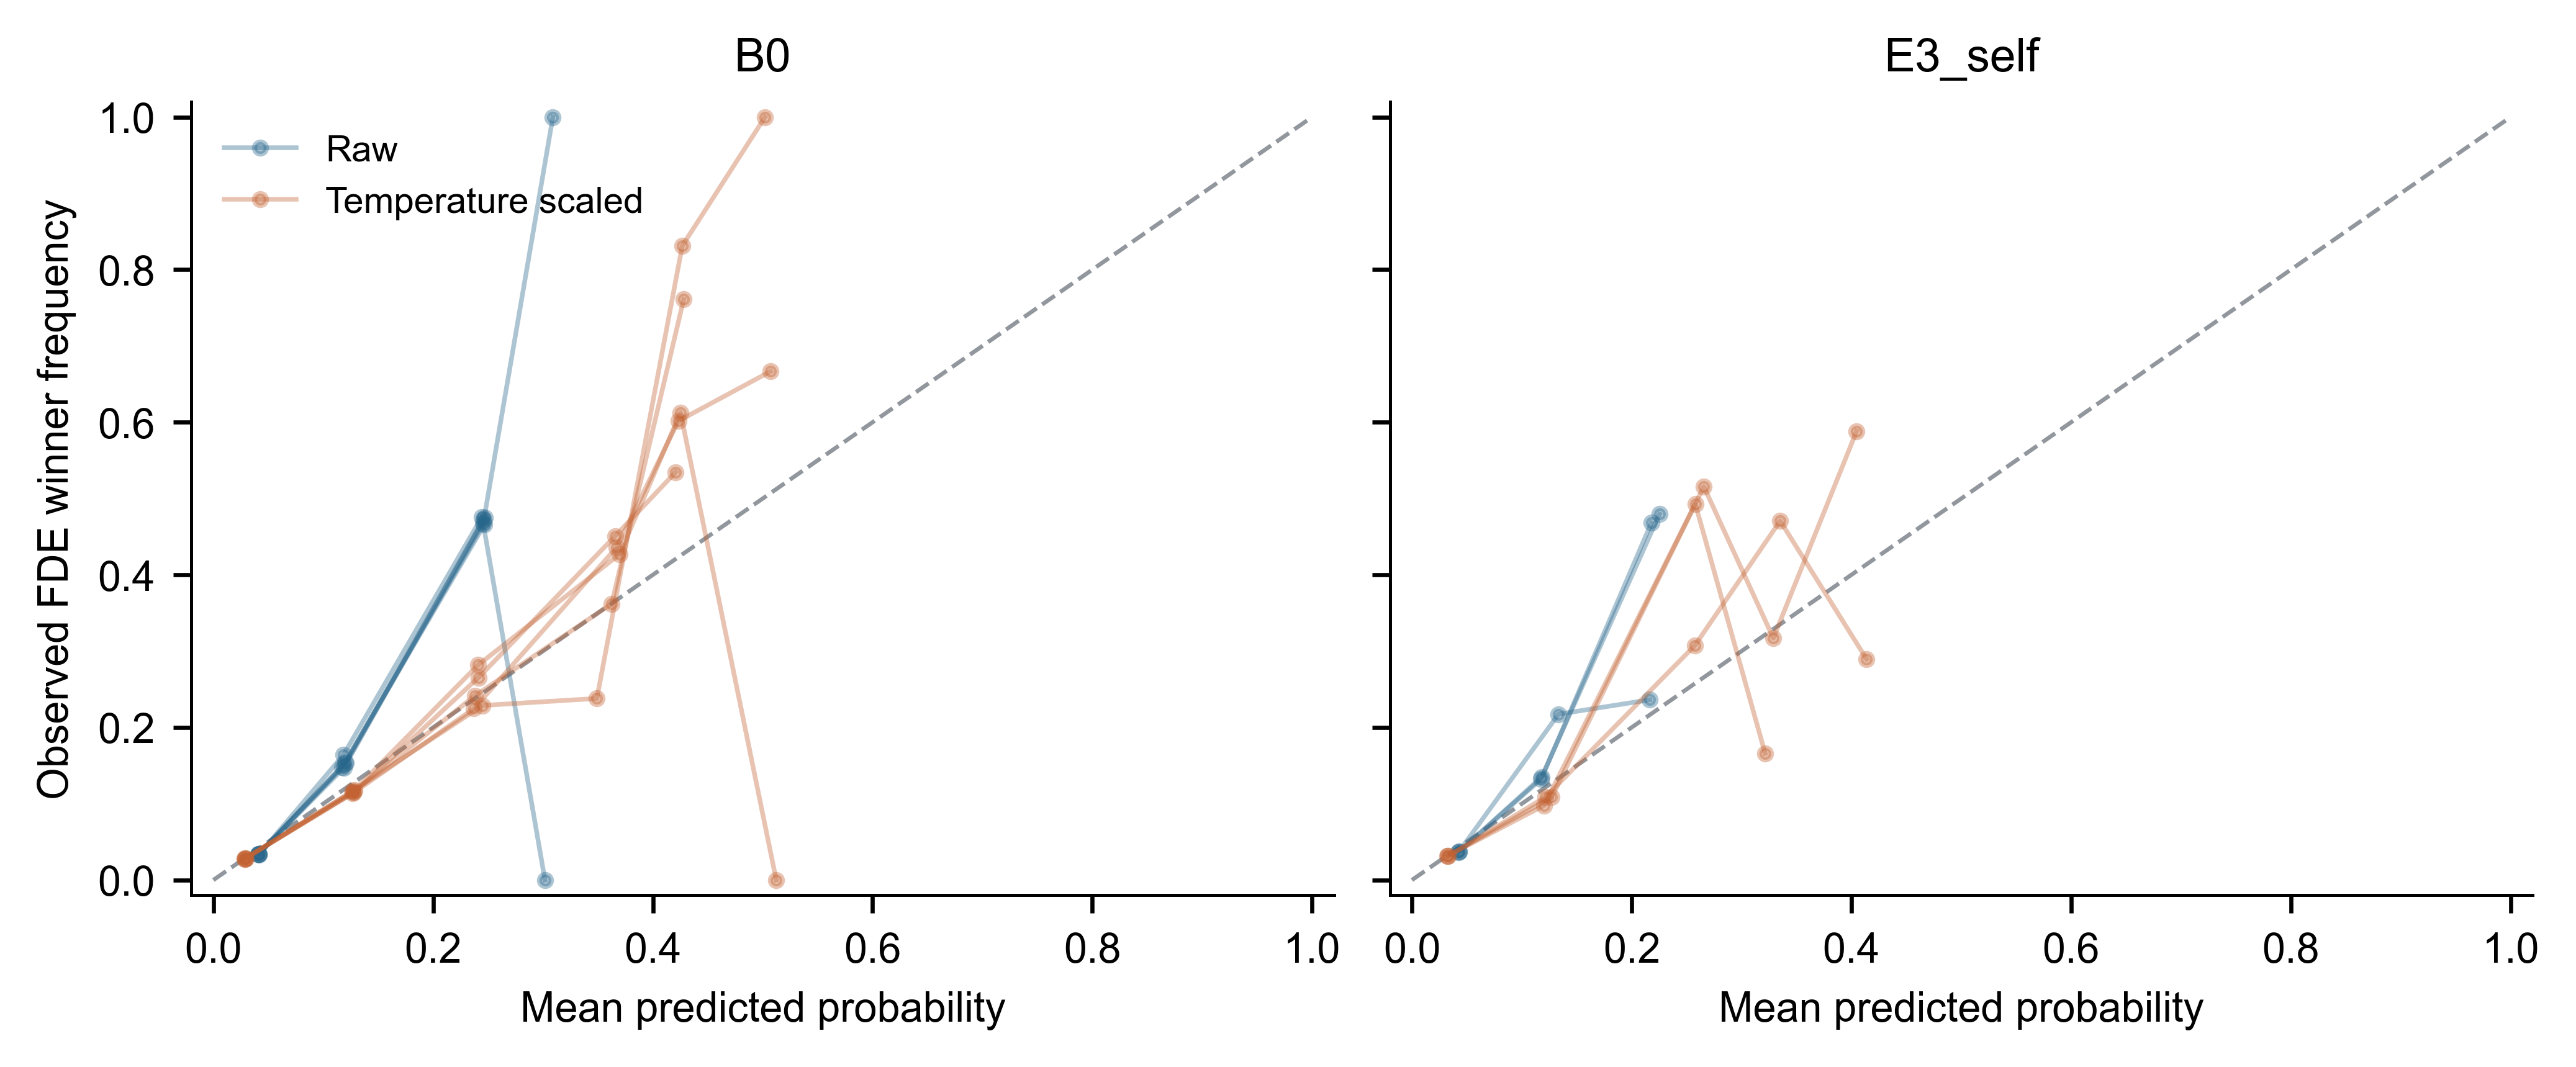 B0
E3_self
Raw
Temperature scaled
Observed FDE winner frequency
1.0
0.8
0.6
0.4
0.2
0.0
0.0 0.2 0.4 0.6 0.8 1.0
0.0 0.2 0.4 0.6 0.8 1.0
Mean predicted probability
Mean predicted probability